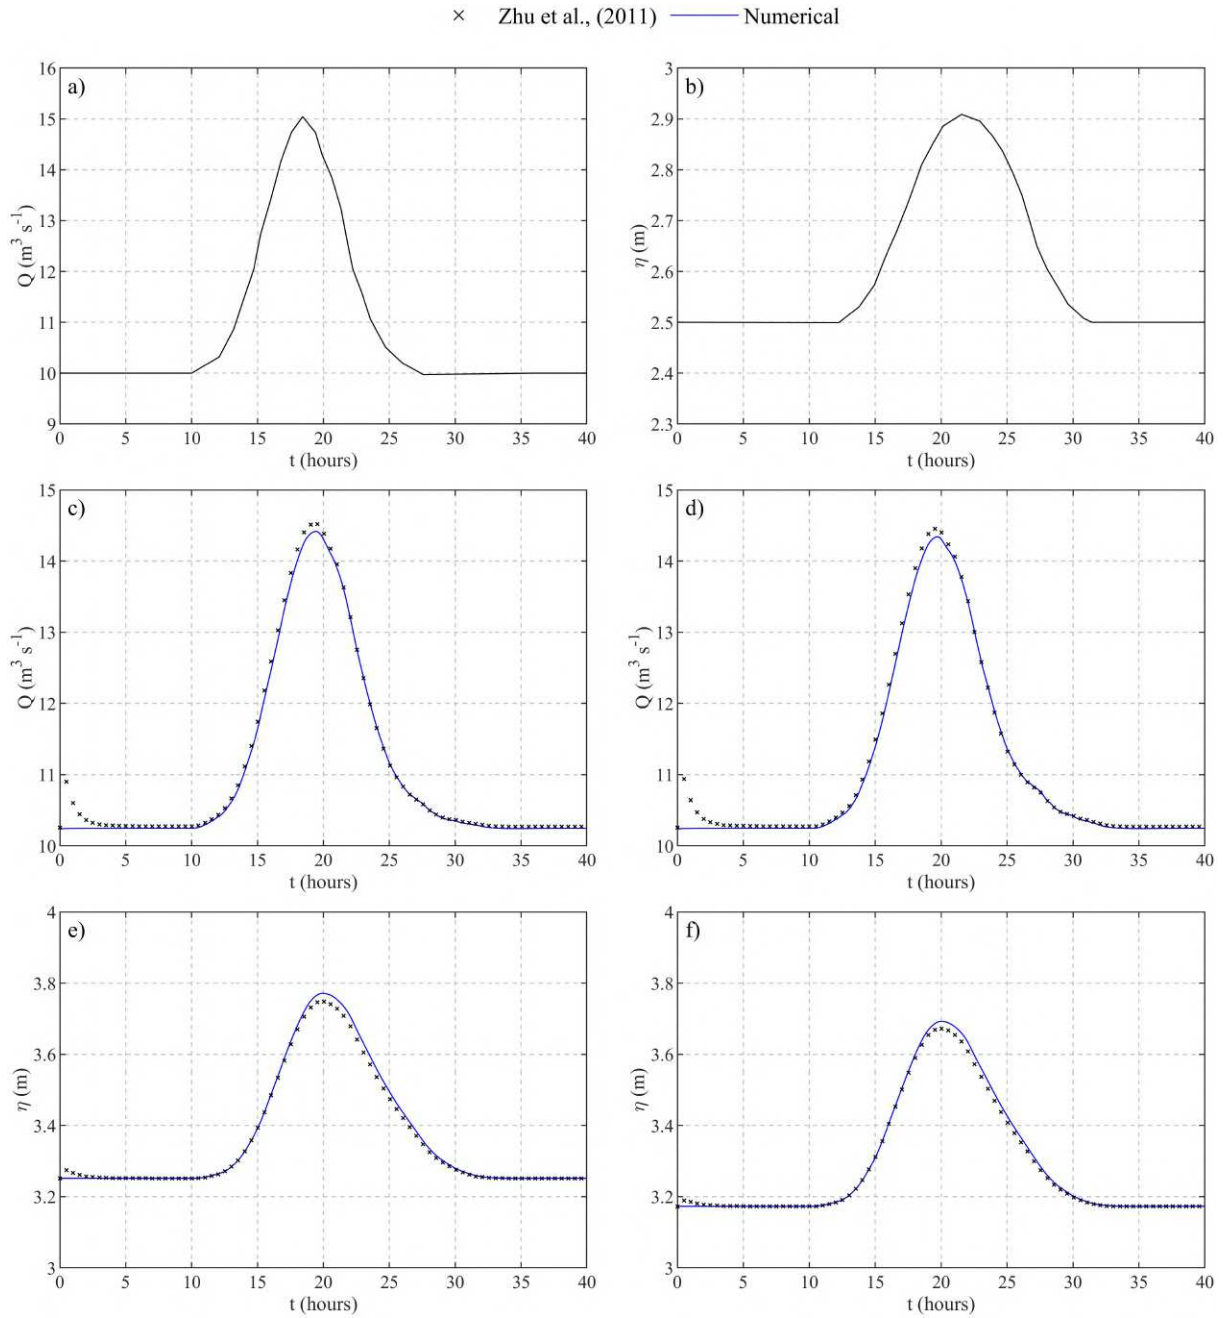 × Zhu et al., (2011) Numerical
a)
16
15
14
13
12
11
10
9
Q (m³ s⁻¹)
0 5 10 15 20 25 30 35 40
t (hours)
b)
3
2.9
2.8
2.7
2.6
2.5
2.4
2.3
η (m)
0 5 10 15 20 25 30 35 40
t (hours)
c)
15
14
13
12
11
10
Q (m³ s⁻¹)
0 5 10 15 20 25 30 35 40
t (hours)
d)
15
14
13
12
11
10
Q (m³ s⁻¹)
0 5 10 15 20 25 30 35 40
t (hours)
e)
4
3.8
3.6
3.4
3.2
3
η (m)
0 5 10 15 20 25 30 35 40
t (hours)
f)
4
3.8
3.6
3.4
3.2
3
η (m)
0 5 10 15 20 25 30 35 40
t (hours)